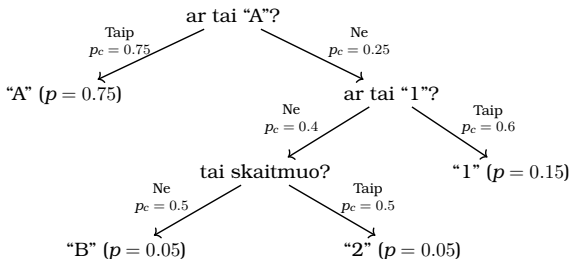 ar tai “A”?
Taip
p_c = 0.75
Ne
p_c = 0.25
“A” (p = 0.75)
ar tai “1”?
Ne
p_c = 0.4
Taip
p_c = 0.6
tai skaitmuo?
“1” (p = 0.15)
Ne
p_c = 0.5
Taip
p_c = 0.5
“B” (p = 0.05)
“2” (p = 0.05)